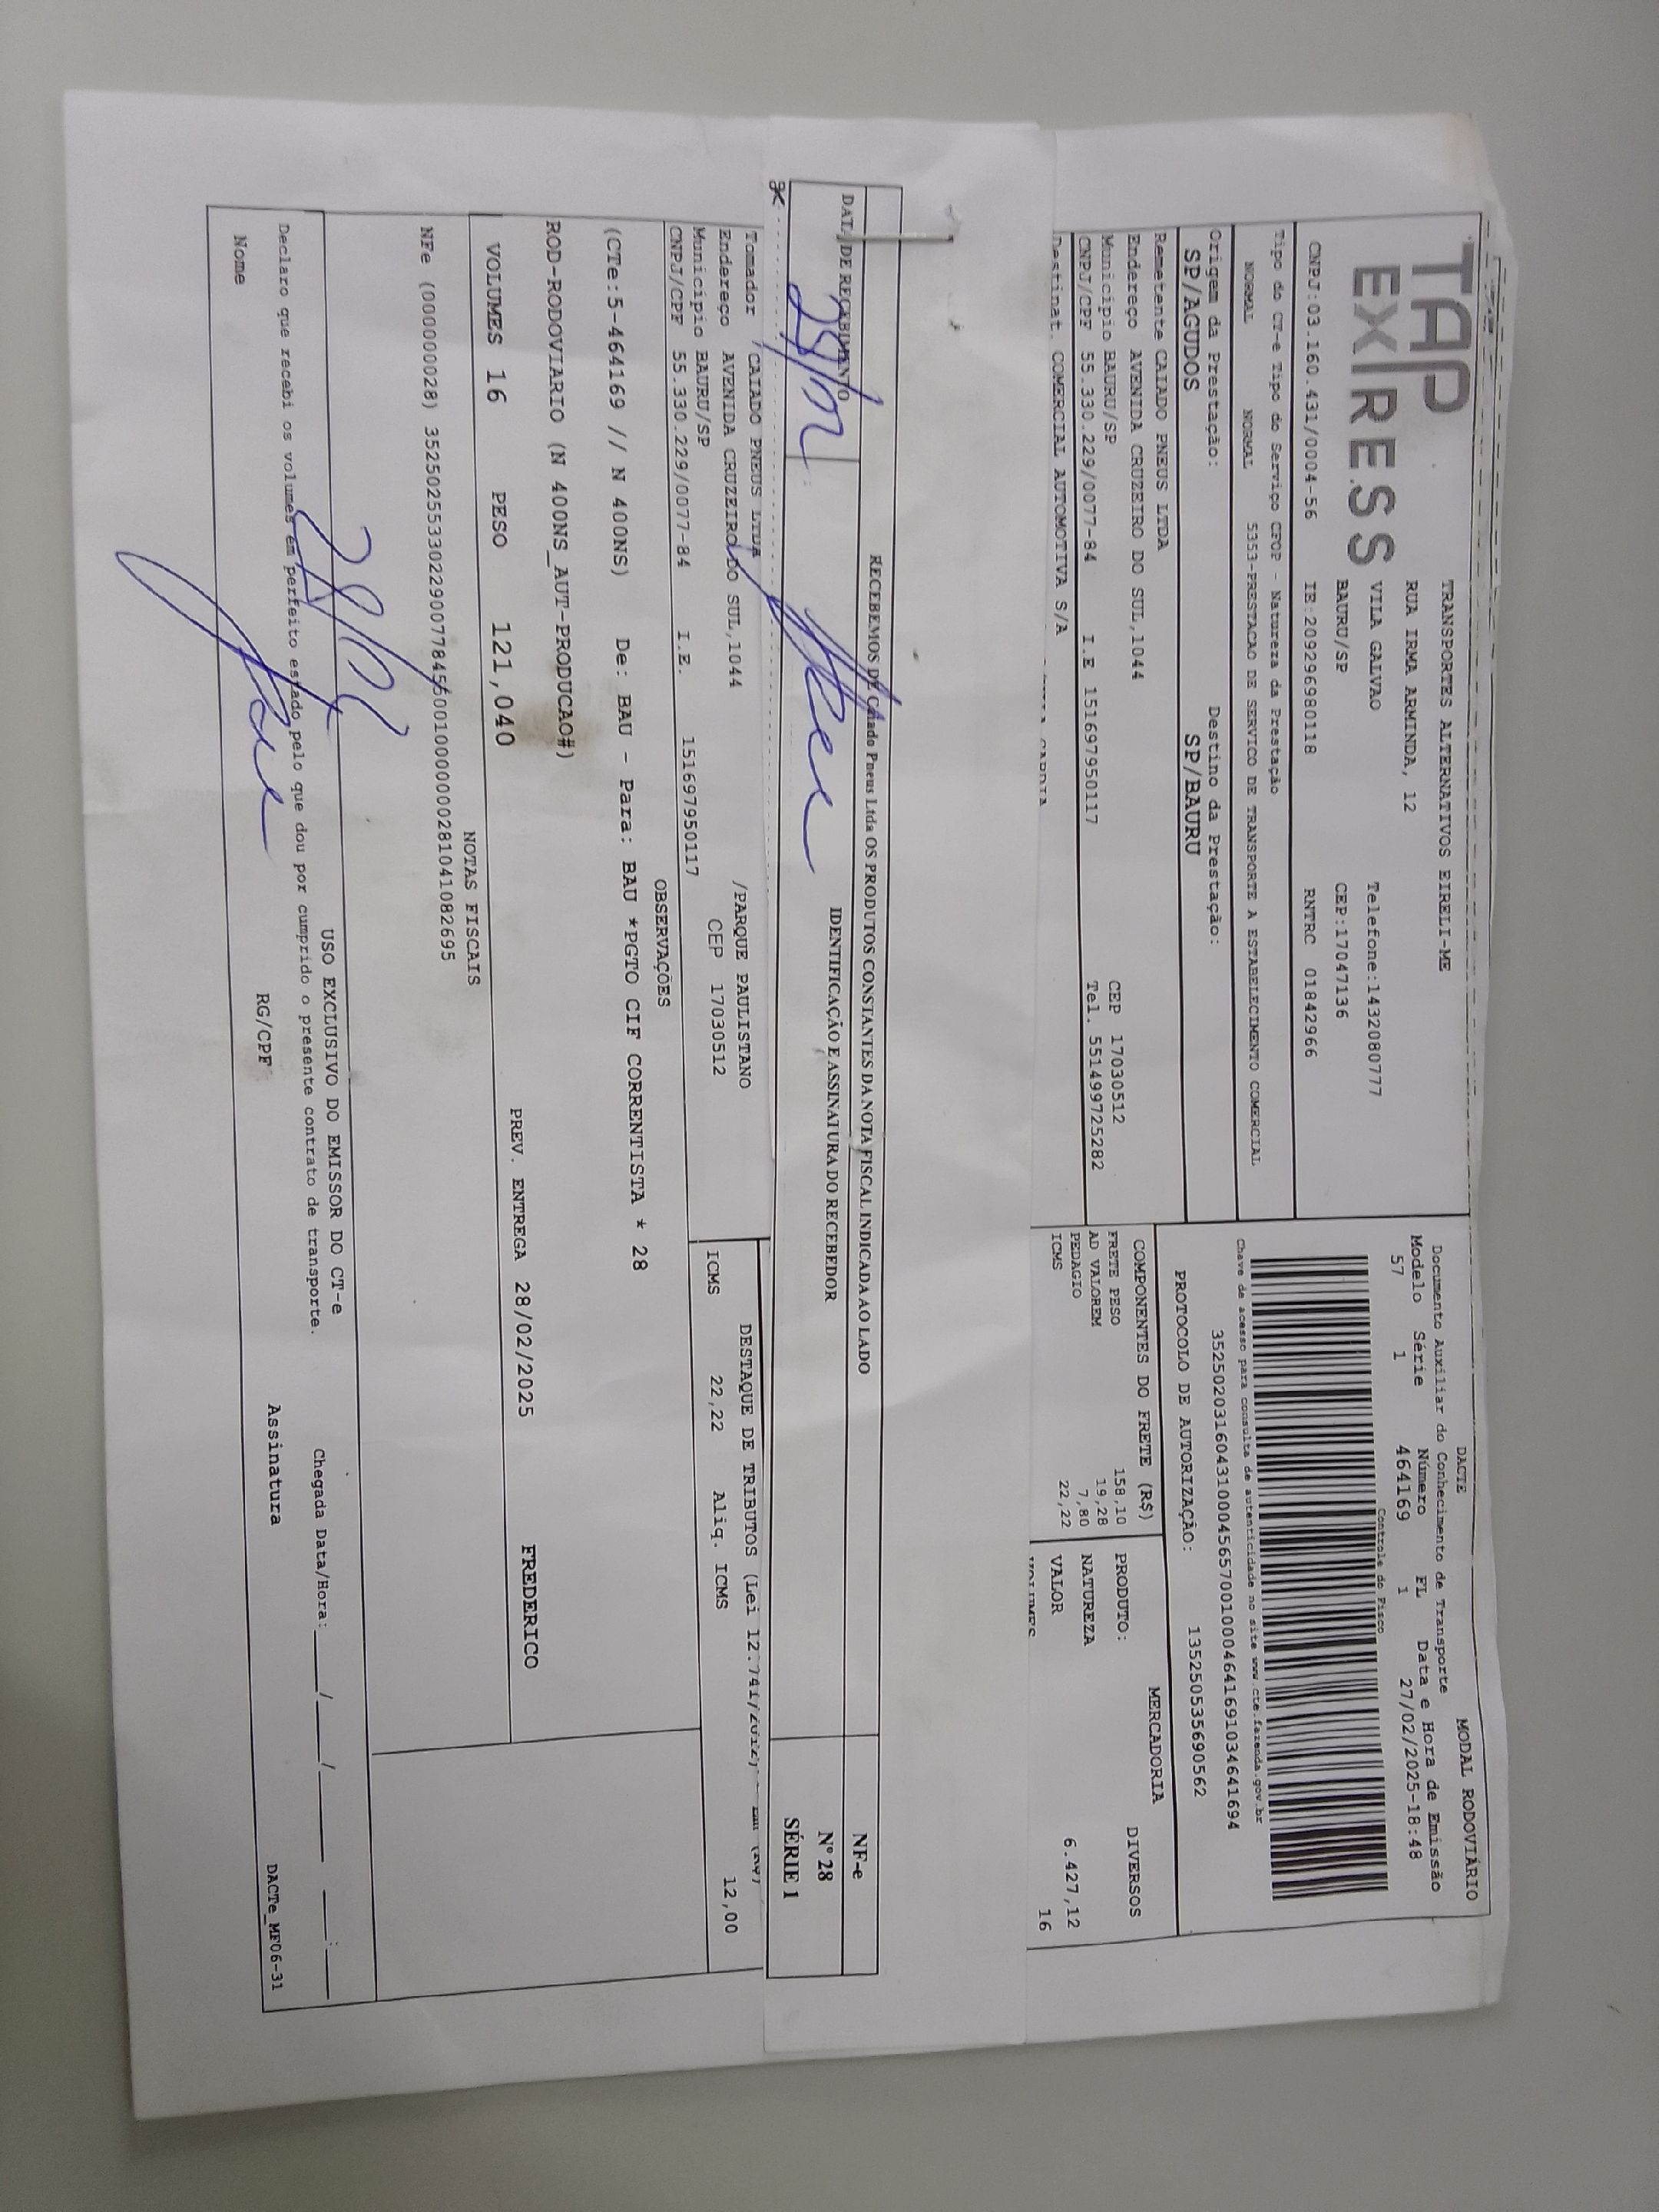 TAP
EXPRESS
TRANSPORTES ALTERNATIVOS EIRELI-ME
RUA IRMA ARMINDA, 12
VILA GALVAO Telefone:1432080777
BAURU/SP CEP:17047136
CNPJ:03.160.431/0004-56 IE:209296980118 RNTRC 01842966
Tipo do CT-e Tipo do Serviço CFOP - Natureza da Prestação
NORMAL NORMAL 5353-PRESTACAO DE SERVICO DE TRANSPORTE A ESTABELECIMENTO COMERCIAL
Origem da Prestação: Destino da Prestação:
SP/AGUDOS SP/BAURU
Remetente CAIADO PNEUS LTDA
Endereço AVENIDA CRUZEIRO DO SUL,1044
Município BAURU/SP CEP 17030512
CNPJ/CPF 55.330.229/0077-84 I.E 151697950117 Tel. 551499725282
Destinat. COMERCIAL AUTOMOTIVA S/A
DACTE MODAL RODOVIÁRIO
Documento Auxiliar do Conhecimento de Transporte
Modelo Série Número FL Data e Hora de Emissão
57 1 464169 1 27/02/2025-18:48
Controle do Fisco
Chave de acesso para consulta de autenticidade no site www.cte.fazenda.gov.br
35250203160431000456570010004641691034641694
PROTOCOLO DE AUTORIZAÇÃO: 135250535690562
COMPONENTES DO FRETE (R$)
FRETE PESO 158,10
AD VALOREM 19,28
PEDAGIO 7,80
ICMS 22,22
MERCADORIA
PRODUTO: DIVERSOS
NATUREZA
VALOR 6.427,12
VOLUMES 16
RECEBEMOS DE Caiado Pneus Ltda OS PRODUTOS CONSTANTES DA NOTA FISCAL INDICADA AO LADO
DATA DE RECEBIMENTO IDENTIFICAÇÃO E ASSINATURA DO RECEBEDOR
NF-e
Nº 28
SÉRIE 1
Tomador CAIADO PNEUS LTDA
Endereço AVENIDA CRUZEIRO DO SUL,1044 /PARQUE PAULISTANO
Município BAURU/SP CEP 17030512
CNPJ/CPF 55.330.229/0077-84 I.E. 151697950117
DESTAQUE DE TRIBUTOS (Lei 12.741/2012)
ICMS 22,22 Aliq. ICMS 12,00
OBSERVAÇÕES
(CTe:5-464169 // N 400NS) De: BAU - Para: BAU *PGTO CIF CORRENTISTA * 28
ROD-RODOVIARIO (N 400NS_AUT-PRODUCAO#)
VOLUMES 16 PESO 121,040 PREV. ENTREGA 28/02/2025 FREDERICO
NOTAS FISCAIS
NFe (000000028) 35250255330229007784550010000000281041082695
USO EXCLUSIVO DO EMISSOR DO CT-e
Declaro que recebi os volumes em perfeito estado pelo que dou por cumprido o presente contrato de transporte. Chegada Data/Hora: ___/___/_____ __:__
Nome RG/CPF Assinatura DACTe_MF06-31